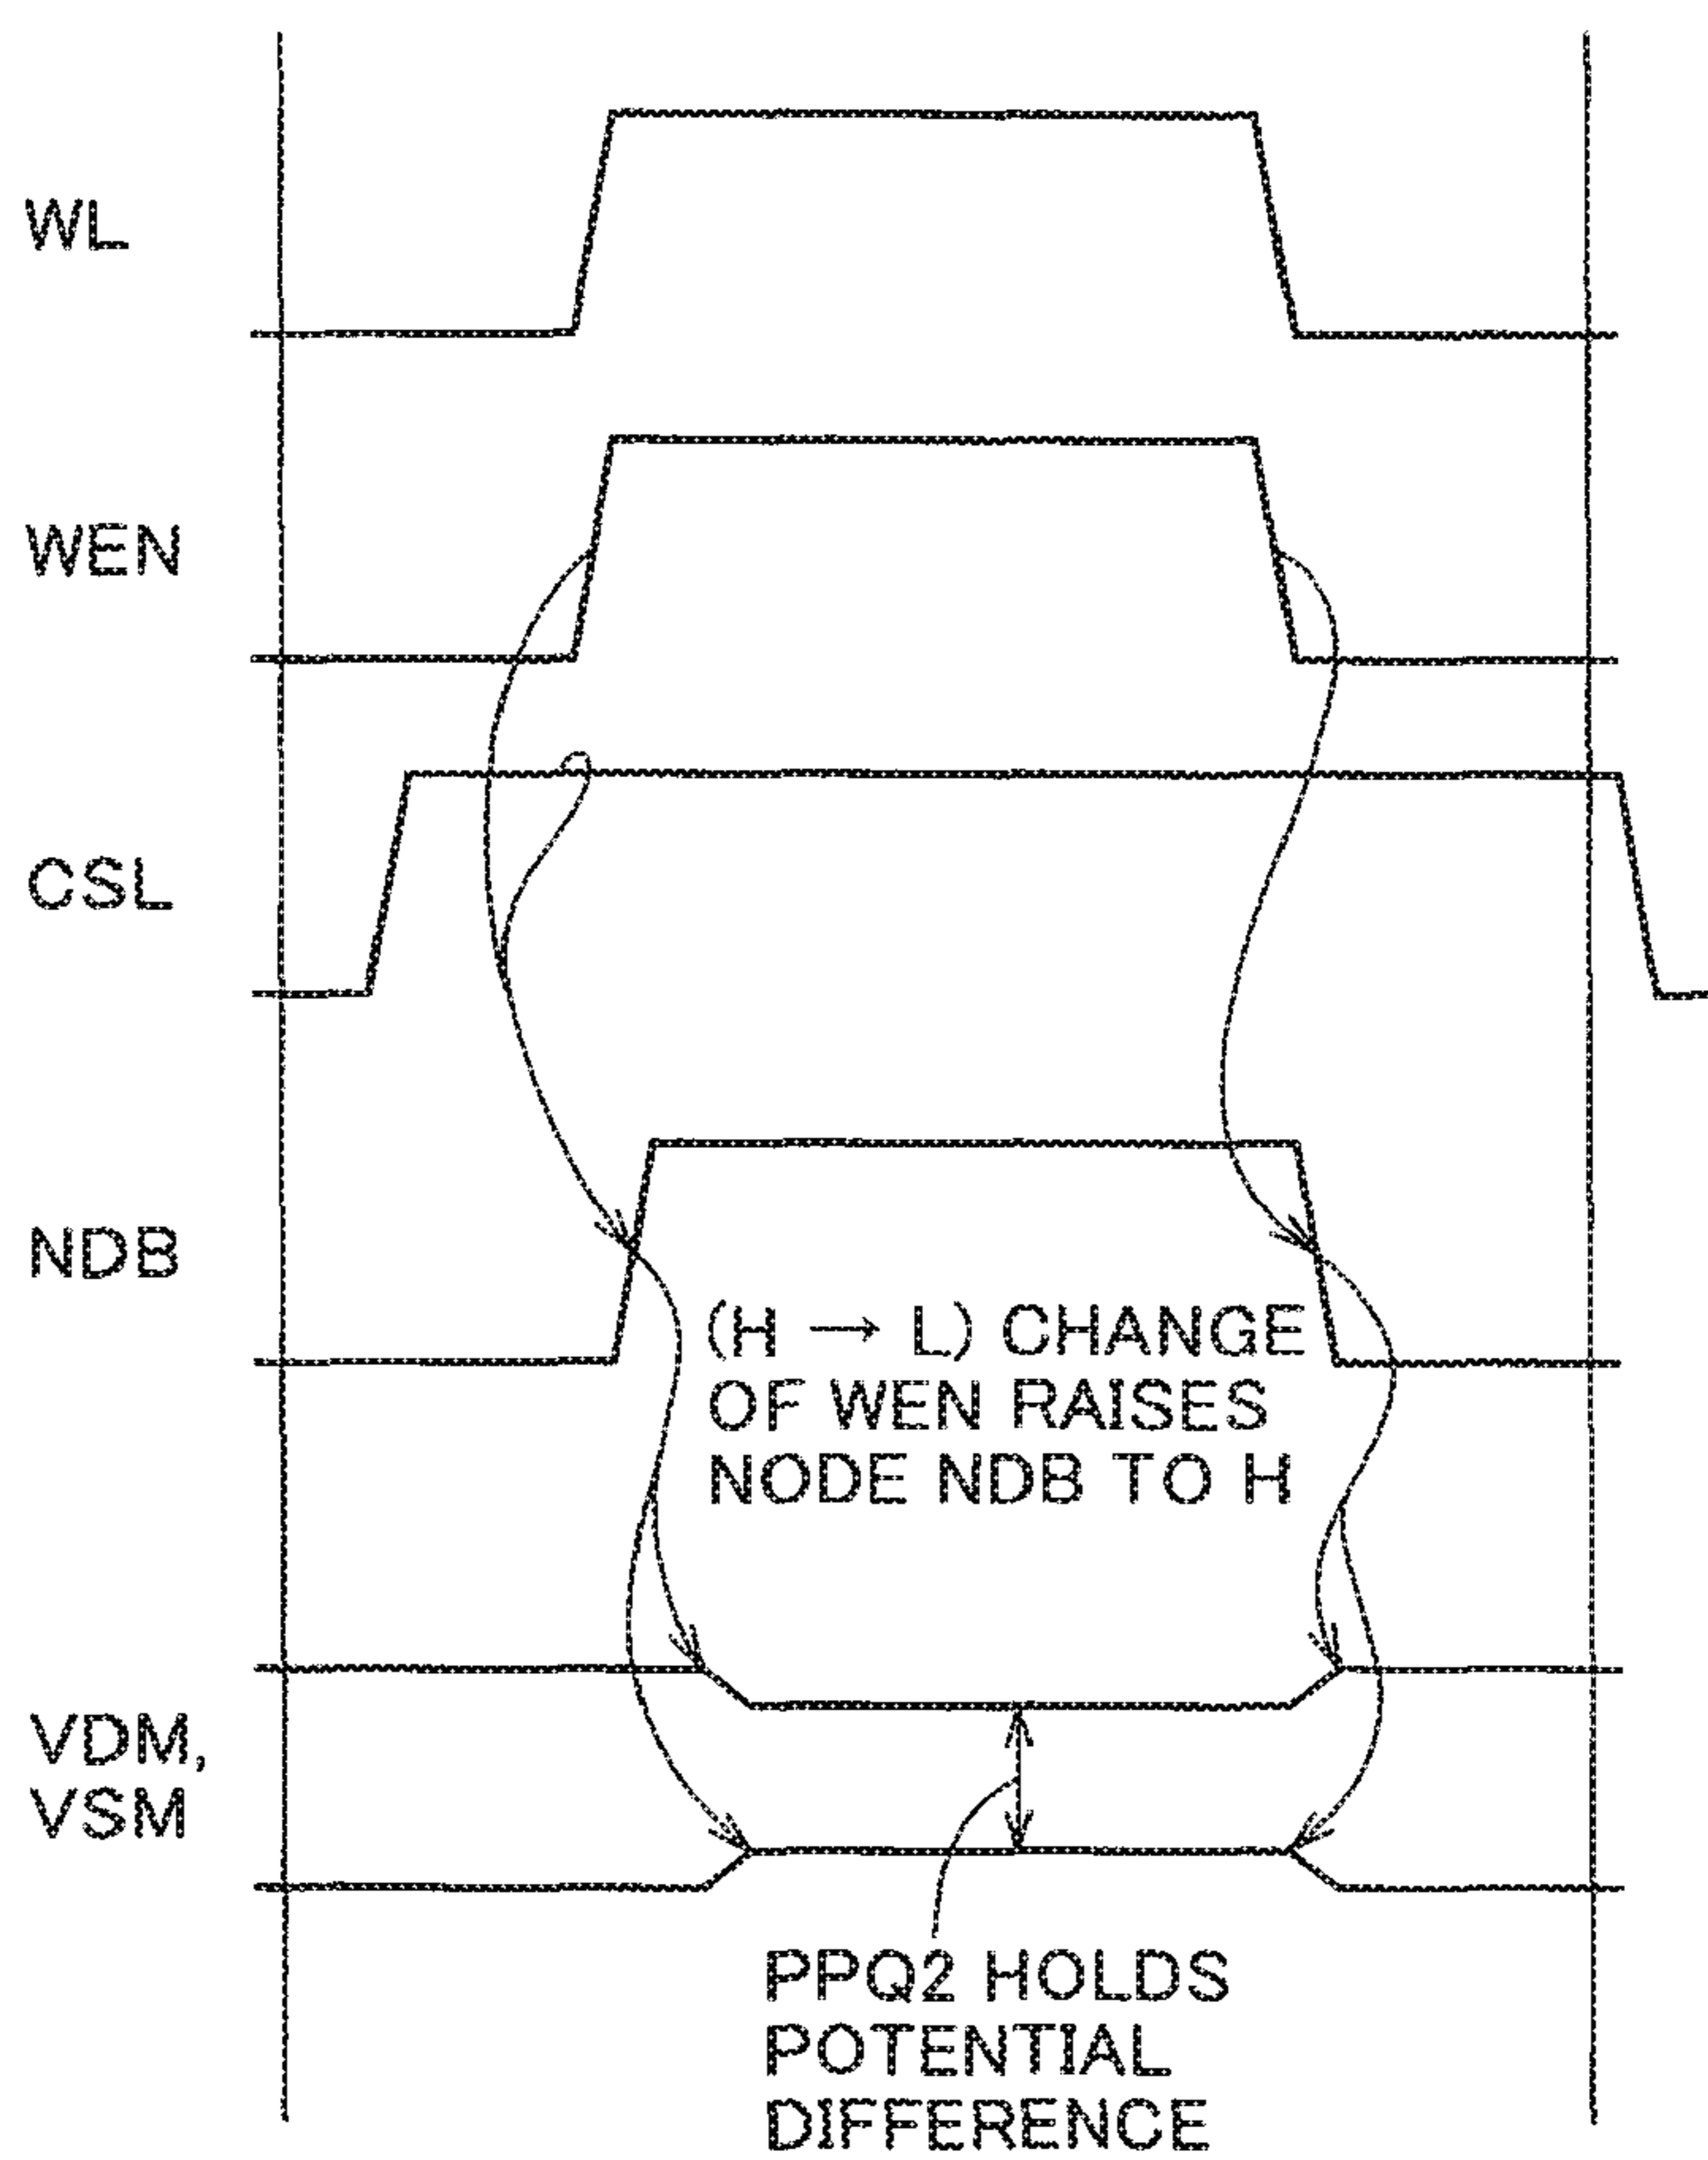 WL
WEN
CSL
NDB
(H → L) CHANGE
OF WEN RAISES
NODE NDB TO H
VDM,
VSM
PPQ2 HOLDS
POTENTIAL
DIFFERENCE